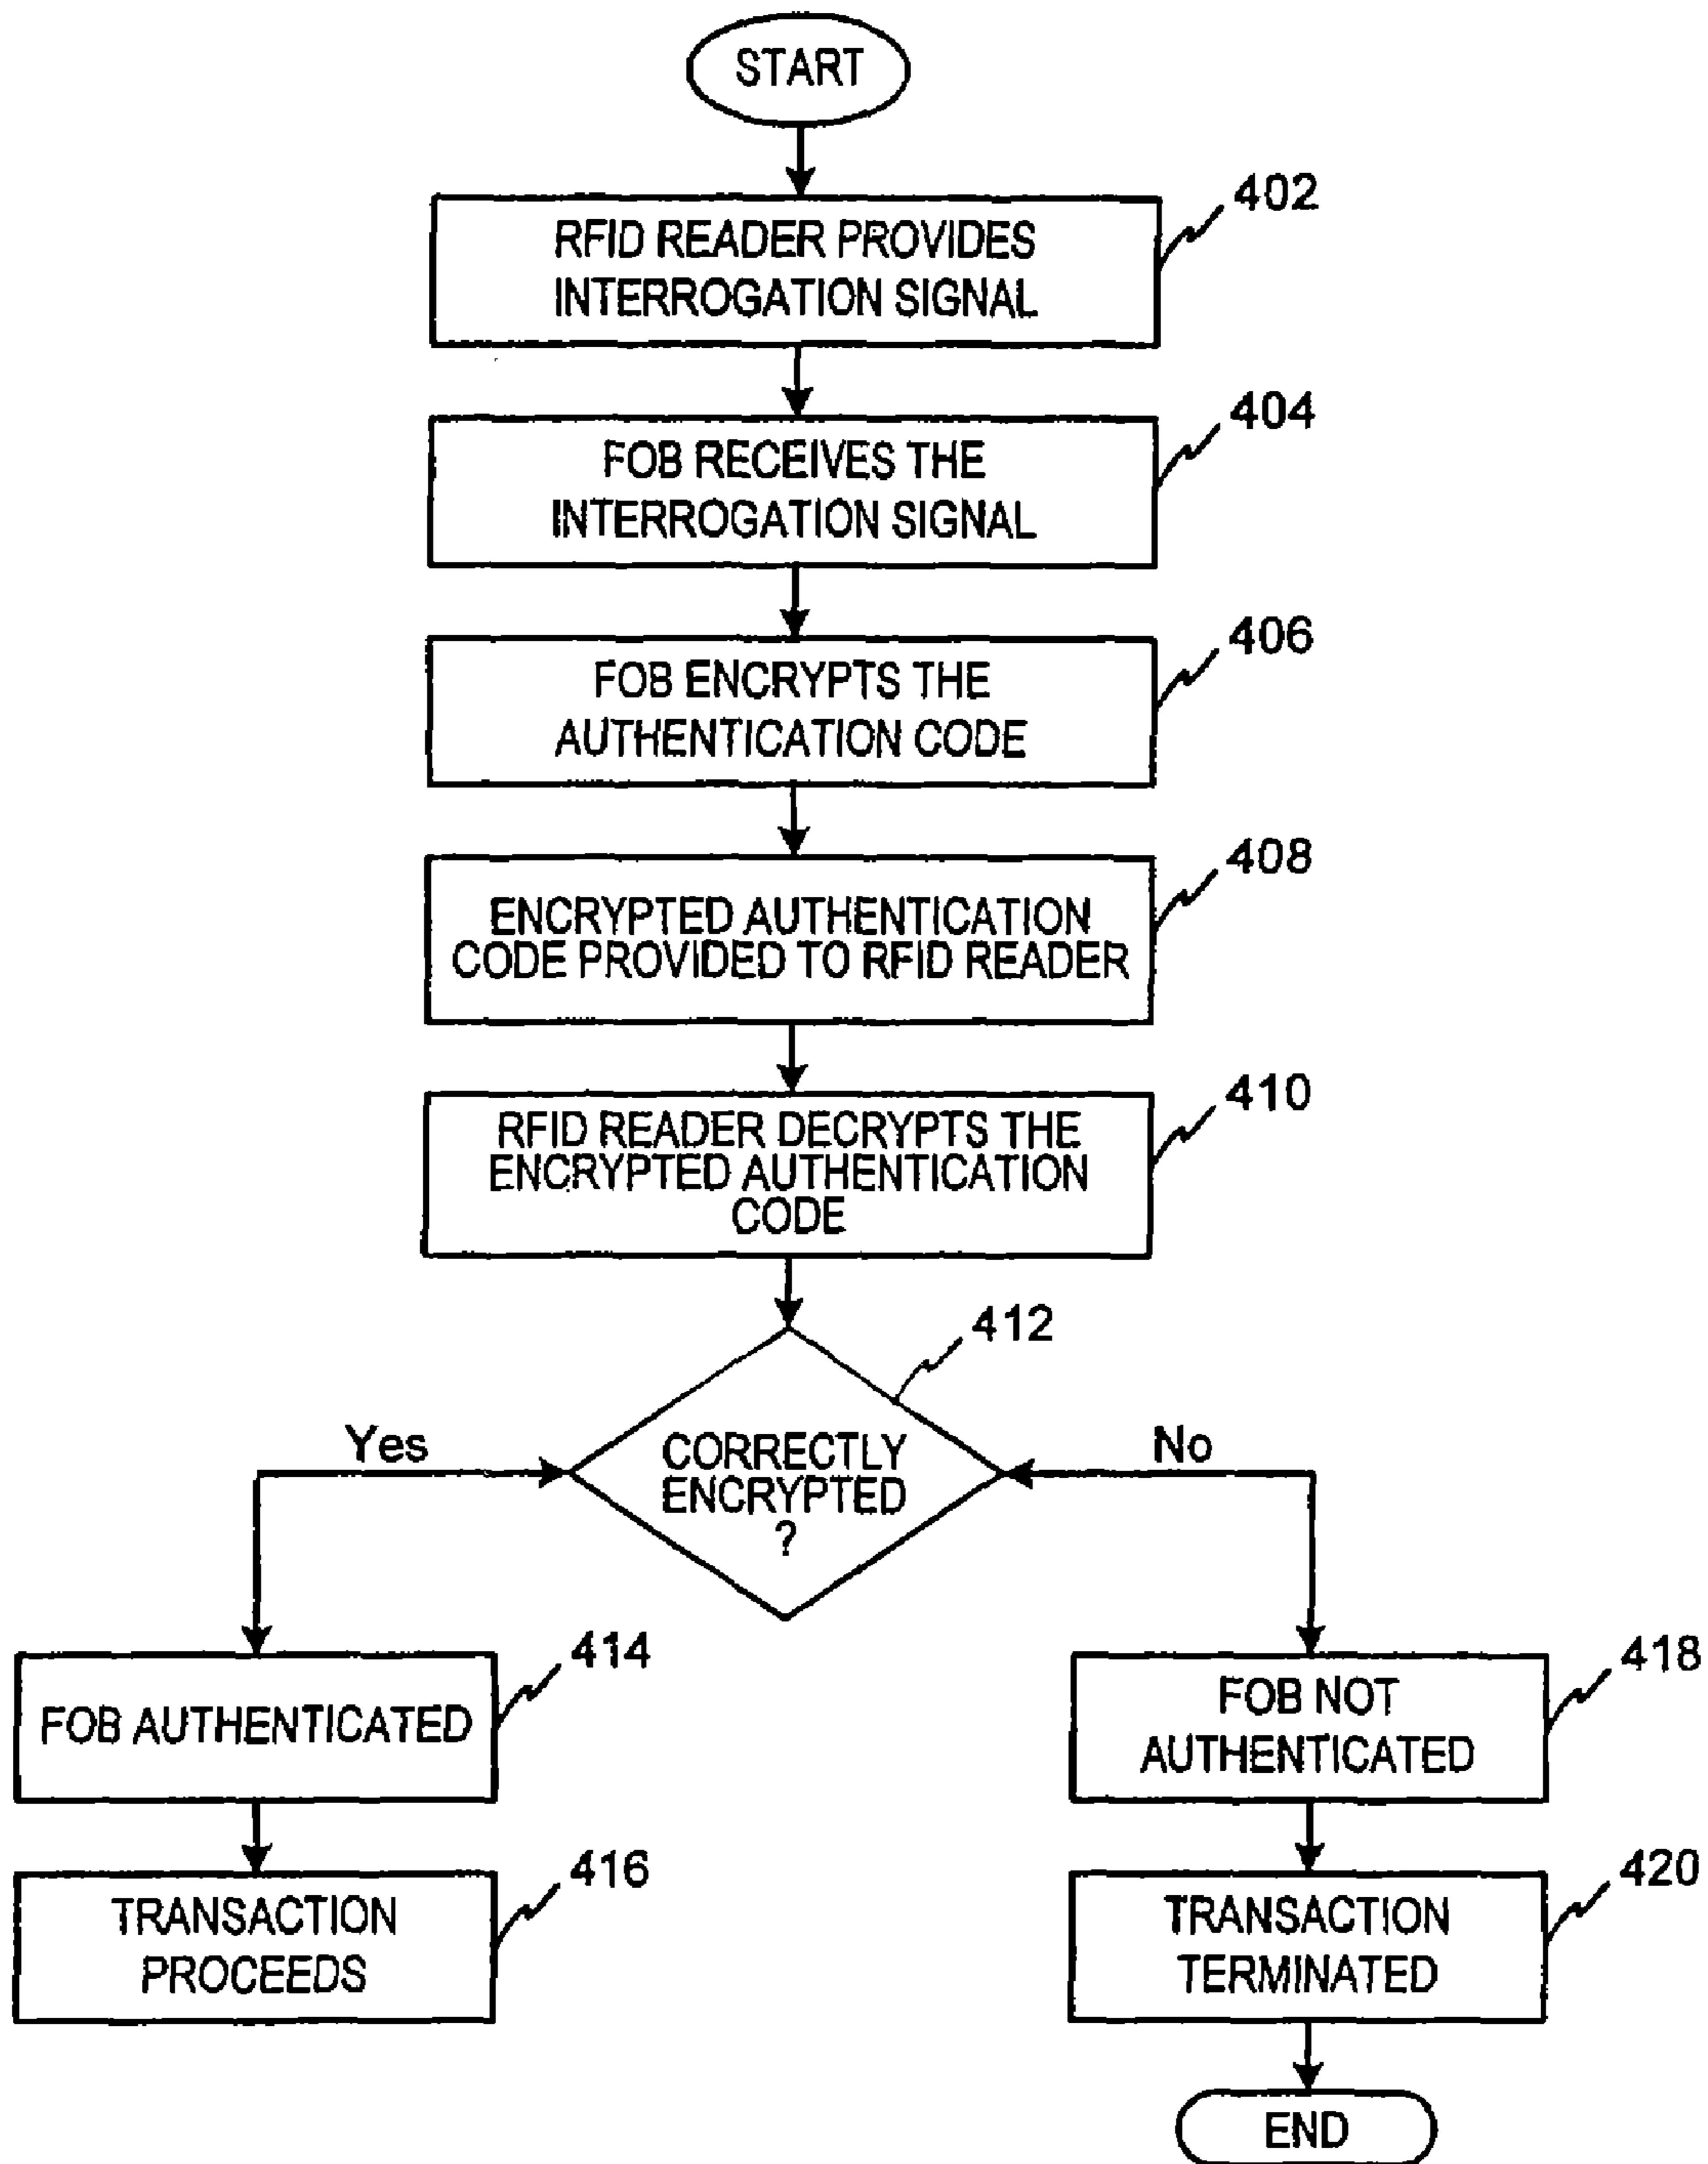 START
402
RFID READER PROVIDES
INTERROGATION SIGNAL
404
FOB RECEIVES THE
INTERROGATION SIGNAL
406
FOB ENCRYPTS THE
AUTHENTICATION CODE
408
ENCRYPTED AUTHENTICATION
CODE PROVIDED TO RFID READER
410
RFID READER DECRYPTS THE
ENCRYPTED AUTHENTICATION
CODE
412
Yes
No
CORRECTLY
ENCRYPTED
?
414
FOB AUTHENTICATED
418
FOB NOT
AUTHENTICATED
416
TRANSACTION
PROCEEDS
420
TRANSACTION
TERMINATED
END